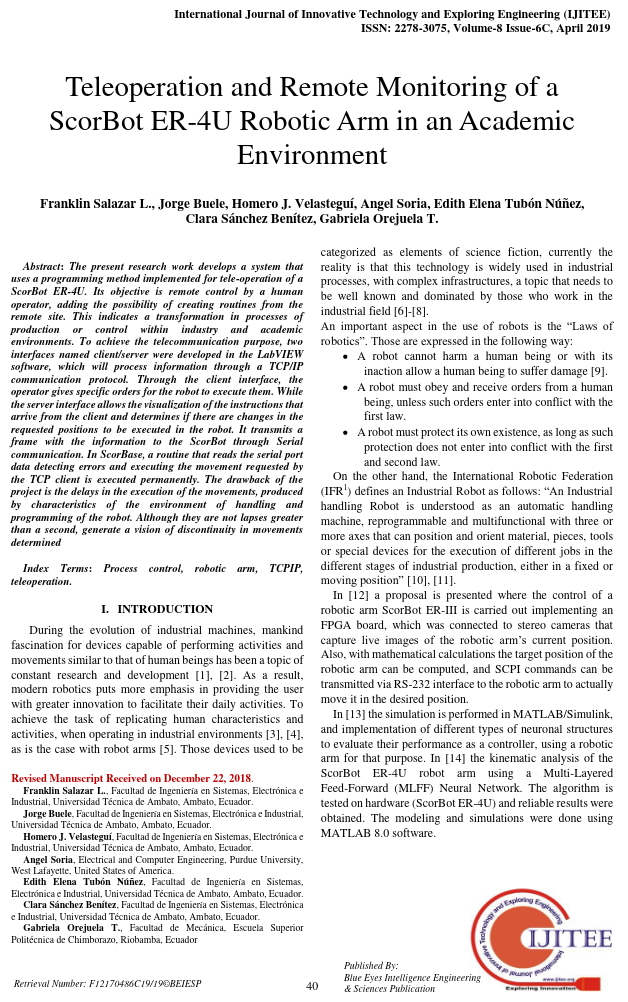 International Journal of Innovative Technology and Exploring Engineering (IJITEE)
ISSN: 2278-3075, Volume-8 Issue-6C, April 2019
Teleoperation and Remote Monitoring of a
ScorBot ER-4U Robotic Arm in an Academic
Environment
Franklin Salazar L., Jorge Buele, Homero J. Velasteguí, Angel Soria, Edith Elena Tubón Núñez,
Clara Sánchez Benítez, Gabriela Orejuela T.
Abstract: The present research work develops a system that
uses a programming method implemented for tele-operation of a
ScorBot ER-4U. Its objective is remote control by a human
operator, adding the possibility of creating routines from the
remote site. This indicates a transformation in processes of
production or control within industry and academic
environments. To achieve the telecommunication purpose, two
interfaces named client/server were developed in the LabVIEW
software, which will process information through a TCP/IP
communication protocol. Through the client interface, the
operator gives specific orders for the robot to execute them. While
the server interface allows the visualization of the instructions that
arrive from the client and determines if there are changes in the
requested positions to be executed in the robot. It transmits a
frame with the information to the ScorBot through Serial
communication. In ScorBase, a routine that reads the serial port
data detecting errors and executing the movement requested by
the TCP client is executed permanently. The drawback of the
project is the delays in the execution of the movements, produced
by characteristics of the environment of handling and
programming of the robot. Although they are not lapses greater
than a second, generate a vision of discontinuity in movements
determined
Index Terms: Process control, robotic arm, TCPIP,
teleoperation.
I. INTRODUCTION
During the evolution of industrial machines, mankind
fascination for devices capable of performing activities and
movements similar to that of human beings has been a topic of
constant research and development [1], [2]. As a result,
modern robotics puts more emphasis in providing the user
with greater innovation to facilitate their daily activities. To
achieve the task of replicating human characteristics and
activities, when operating in industrial environments [3], [4],
as is the case with robot arms [5]. Those devices used to be
Revised Manuscript Received on December 22, 2018.
Franklin Salazar L., Facultad de Ingeniería en Sistemas, Electrónica e
Industrial, Universidad Técnica de Ambato, Ambato, Ecuador.
Jorge Buele, Facultad de Ingeniería en Sistemas, Electrónica e Industrial,
Universidad Técnica de Ambato, Ambato, Ecuador.
Homero J. Velasteguí, Facultad de Ingeniería en Sistemas, Electrónica e
Industrial, Universidad Técnica de Ambato, Ambato, Ecuador.
Angel Soria, Electrical and Computer Engineering, Purdue University,
West Lafayette, United States of America.
Edith Elena Tubón Núñez, Facultad de Ingeniería en Sistemas,
Electrónica e Industrial, Universidad Técnica de Ambato, Ambato, Ecuador.
Clara Sánchez Benítez, Facultad de Ingeniería en Sistemas, Electrónica
e Industrial, Universidad Técnica de Ambato, Ambato, Ecuador.
Gabriela Orejuela T., Facultad de Mecánica, Escuela Superior
Politécnica de Chimborazo, Riobamba, Ecuador
categorized as elements of science fiction, currently the
reality is that this technology is widely used in industrial
processes, with complex infrastructures, a topic that needs to
be well known and dominated by those who work in the
industrial field [6]-[8].
An important aspect in the use of robots is the “Laws of
robotics”. Those are expressed in the following way:
• A robot cannot harm a human being or with its
inaction allow a human being to suffer damage [9].
• A robot must obey and receive orders from a human
being, unless such orders enter into conflict with the
first law.
• A robot must protect its own existence, as long as such
protection does not enter into conflict with the first
and second law.
On the other hand, the International Robotic Federation
(IFR1) defines an Industrial Robot as follows: “An Industrial
handling Robot is understood as an automatic handling
machine, reprogrammable and multifunctional with three or
more axes that can position and orient material, pieces, tools
or special devices for the execution of different jobs in the
different stages of industrial production, either in a fixed or
moving position” [10], [11].
In [12] a proposal is presented where the control of a
robotic arm ScorBot ER-III is carried out implementing an
FPGA board, which was connected to stereo cameras that
capture live images of the robotic arm’s current position.
Also, with mathematical calculations the target position of the
robotic arm can be computed, and SCPI commands can be
transmitted via RS-232 interface to the robotic arm to actually
move it in the desired position.
In [13] the simulation is performed in MATLAB/Simulink,
and implementation of different types of neuronal structures
to evaluate their performance as a controller, using a robotic
arm for that purpose. In [14] the kinematic analysis of the
ScorBot ER-4U robot arm using a Multi-Layered
Feed-Forward (MLFF) Neural Network. The algorithm is
tested on hardware (ScorBot ER-4U) and reliable results were
obtained. The modeling and simulations were done using
MATLAB 8.0 software.
Retrieval Number: F12170486C19/19©BEIESP
40
Published By:
Blue Eyes Intelligence Engineering
& Sciences Publication
International Journal of Innovative Technology and Exploring Engineering
IJITEE
www.ijitee.org
Exploring Innovation